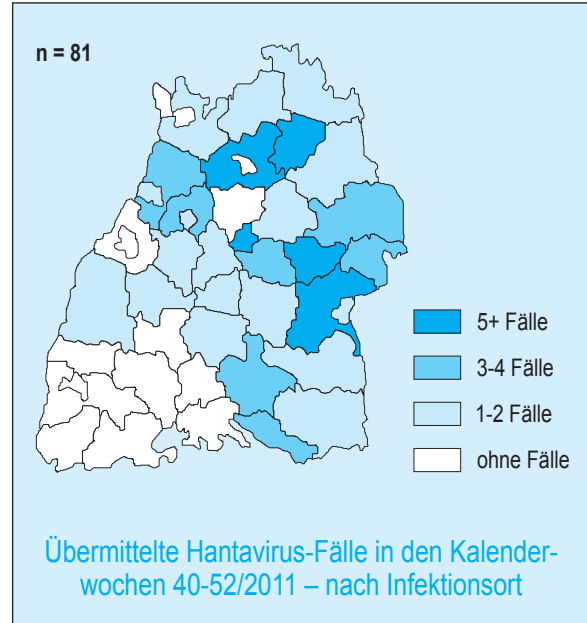 n = 81
5+ Fälle
3-4 Fälle
1-2 Fälle
ohne Fälle
Übermittelte Hantavirus-Fälle in den Kalender-
wochen 40-52/2011 – nach Infektionsort